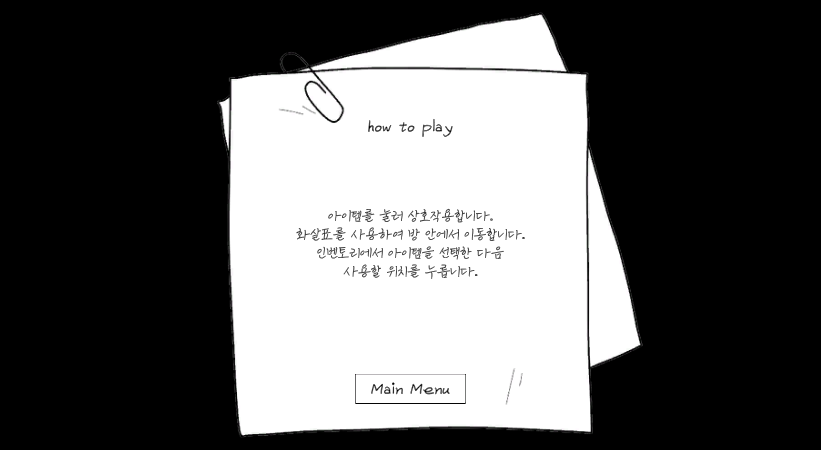 how to play
아이템를 눌러 상호작용합니다.
화살표를 사용하여 방 안에서 이동합니다.
인벤토리에서 아이템을 선택한 다음
사용할 위치를 누릅니다.
Main Menu